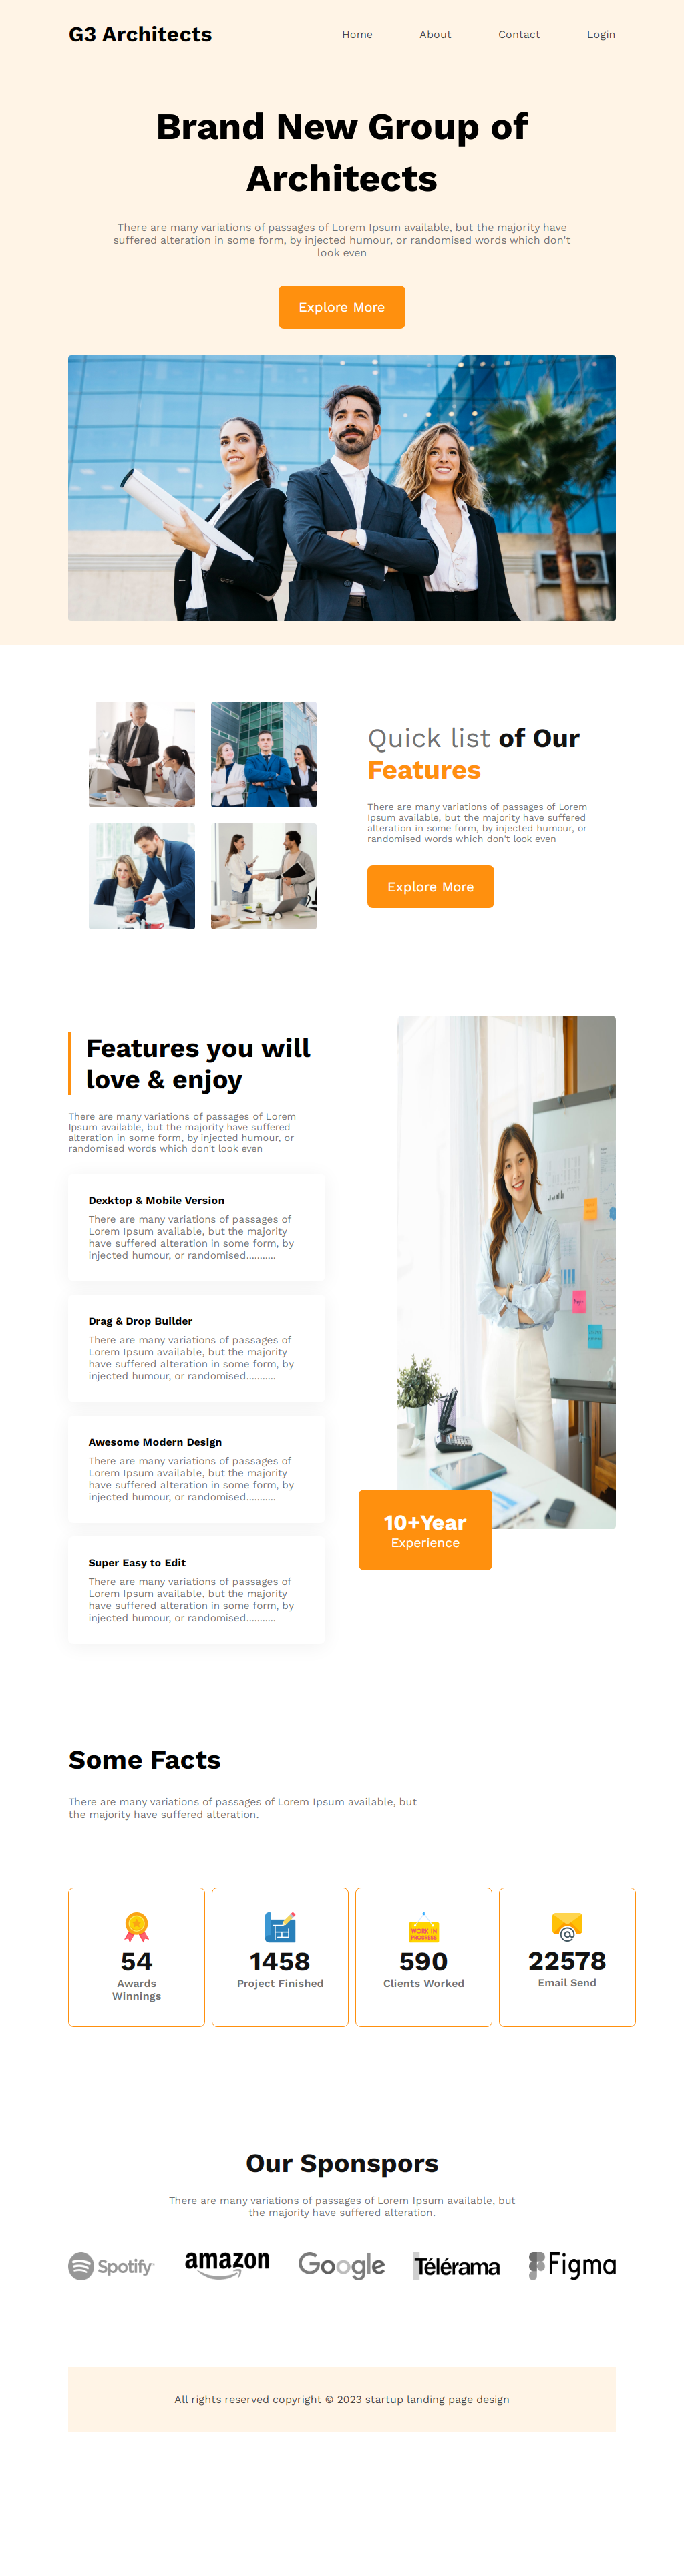 G3 Architects
Home About Contact Login
Brand New Group of
Architects
There are many variations of passages of Lorem Ipsum available, but the majority have
suffered alteration in some form, by injected humour, or randomised words which don't
look even
Explore More
Quick list of Our
Features
There are many variations of passages of Lorem
Ipsum available, but the majority have suffered
alteration in some form, by injected humour, or
randomised words which don't look even
Explore More
Features you will
love & enjoy
There are many variations of passages of Lorem
Ipsum available, but the majority have suffered
alteration in some form, by injected humour, or
randomised words which don't look even
Dexktop & Mobile Version
There are many variations of passages of
Lorem Ipsum available, but the majority
have suffered alteration in some form, by
injected humour, or randomised...........
Drag & Drop Builder
There are many variations of passages of
Lorem Ipsum available, but the majority
have suffered alteration in some form, by
injected humour, or randomised...........
Awesome Modern Design
There are many variations of passages of
Lorem Ipsum available, but the majority
have suffered alteration in some form, by
injected humour, or randomised...........
Super Easy to Edit
There are many variations of passages of
Lorem Ipsum available, but the majority
have suffered alteration in some form, by
injected humour, or randomised...........
10+Year
Experience
Some Facts
There are many variations of passages of Lorem Ipsum available, but
the majority have suffered alteration.
54
Awards
Winnings
1458
Project Finished
WORK IN
PROGRESS
590
Clients Worked
@
22578
Email Send
Our Sponspors
There are many variations of passages of Lorem Ipsum available, but
the majority have suffered alteration.
Spotify amazon Google Télérama Figma
All rights reserved copyright © 2023 startup landing page design